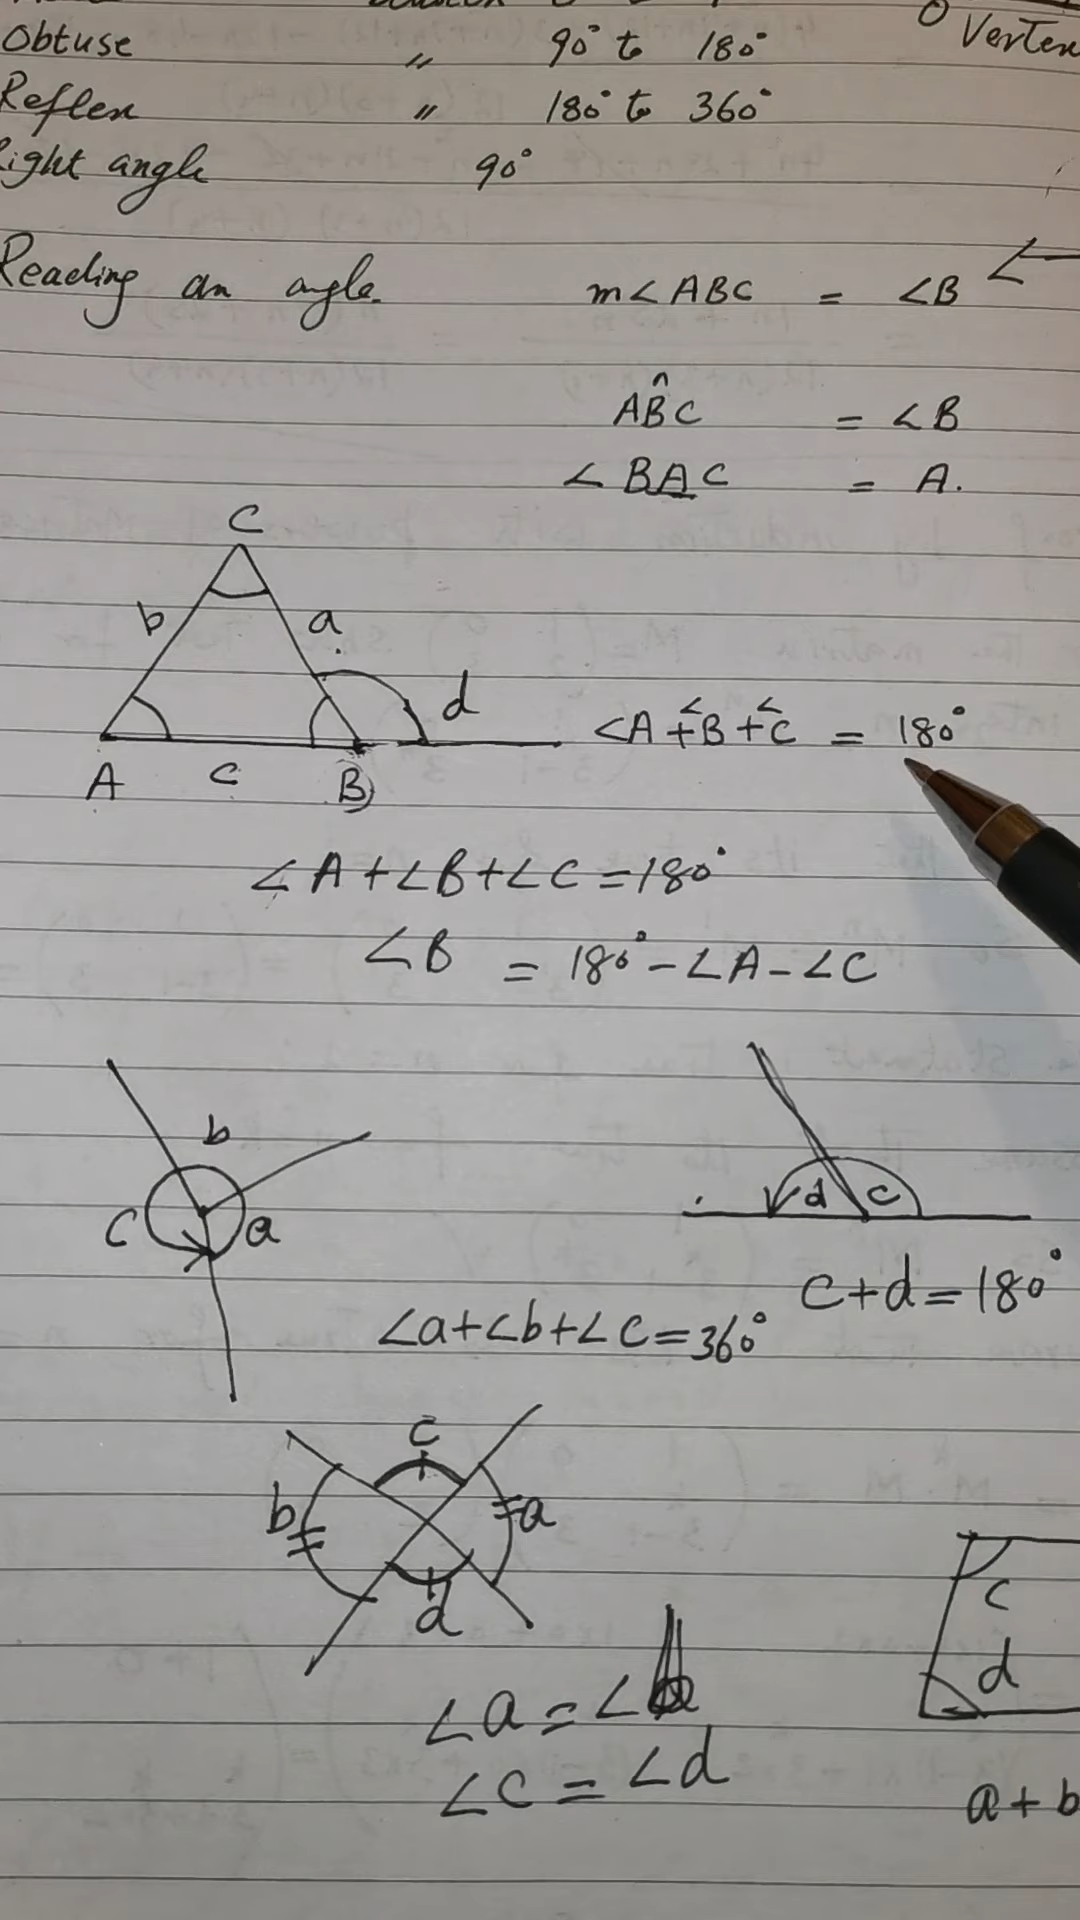 Obtuse " 90° to 180°
Vertex
Reflex " 180° to 360°
Right angle 90°
Reading an angle. m<ABC = <B
AB̂C = <B
<BAC = A.
C
b a
d
<A + <B + <C = 180°
A c B
<A + <B + <C = 180°
<B = 180° - <A - <C
b
C a
d c
c + d = 180°
<a + <b + <c = 360°
c
b a
d
c
d
<a = <b
<c = <d
a + b